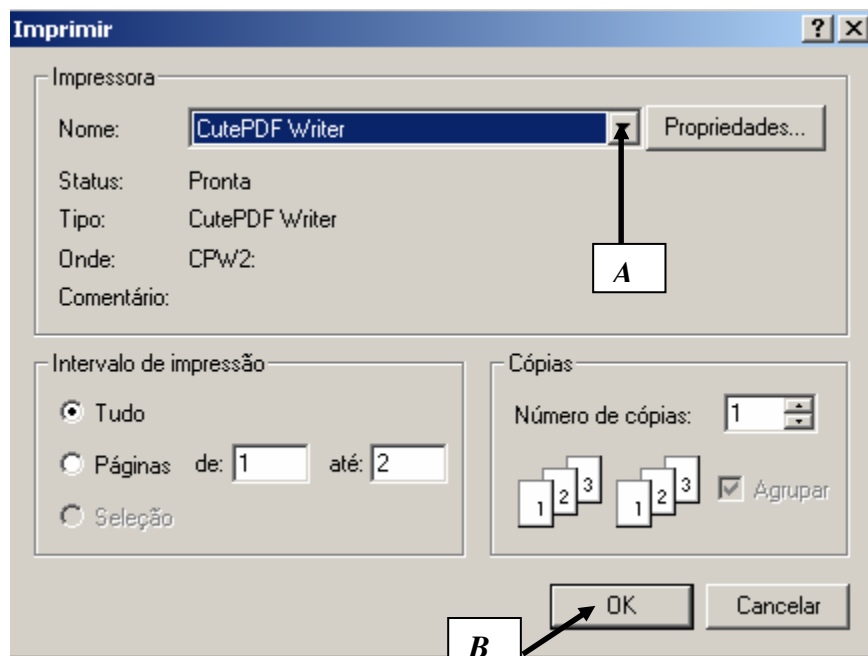 Imprimir
Impressora
Nome: CutePDF Writer Propriedades...
Status: Pronta
Tipo: CutePDF Writer
Onde: CPW2:
A
Comentário:
Intervalo de impressão
Cópias
Tudo
Número de cópias: 1
Páginas de: 1 até: 2
1 2 3 1 2 3 Agrupar
Seleção
OK Cancelar
B